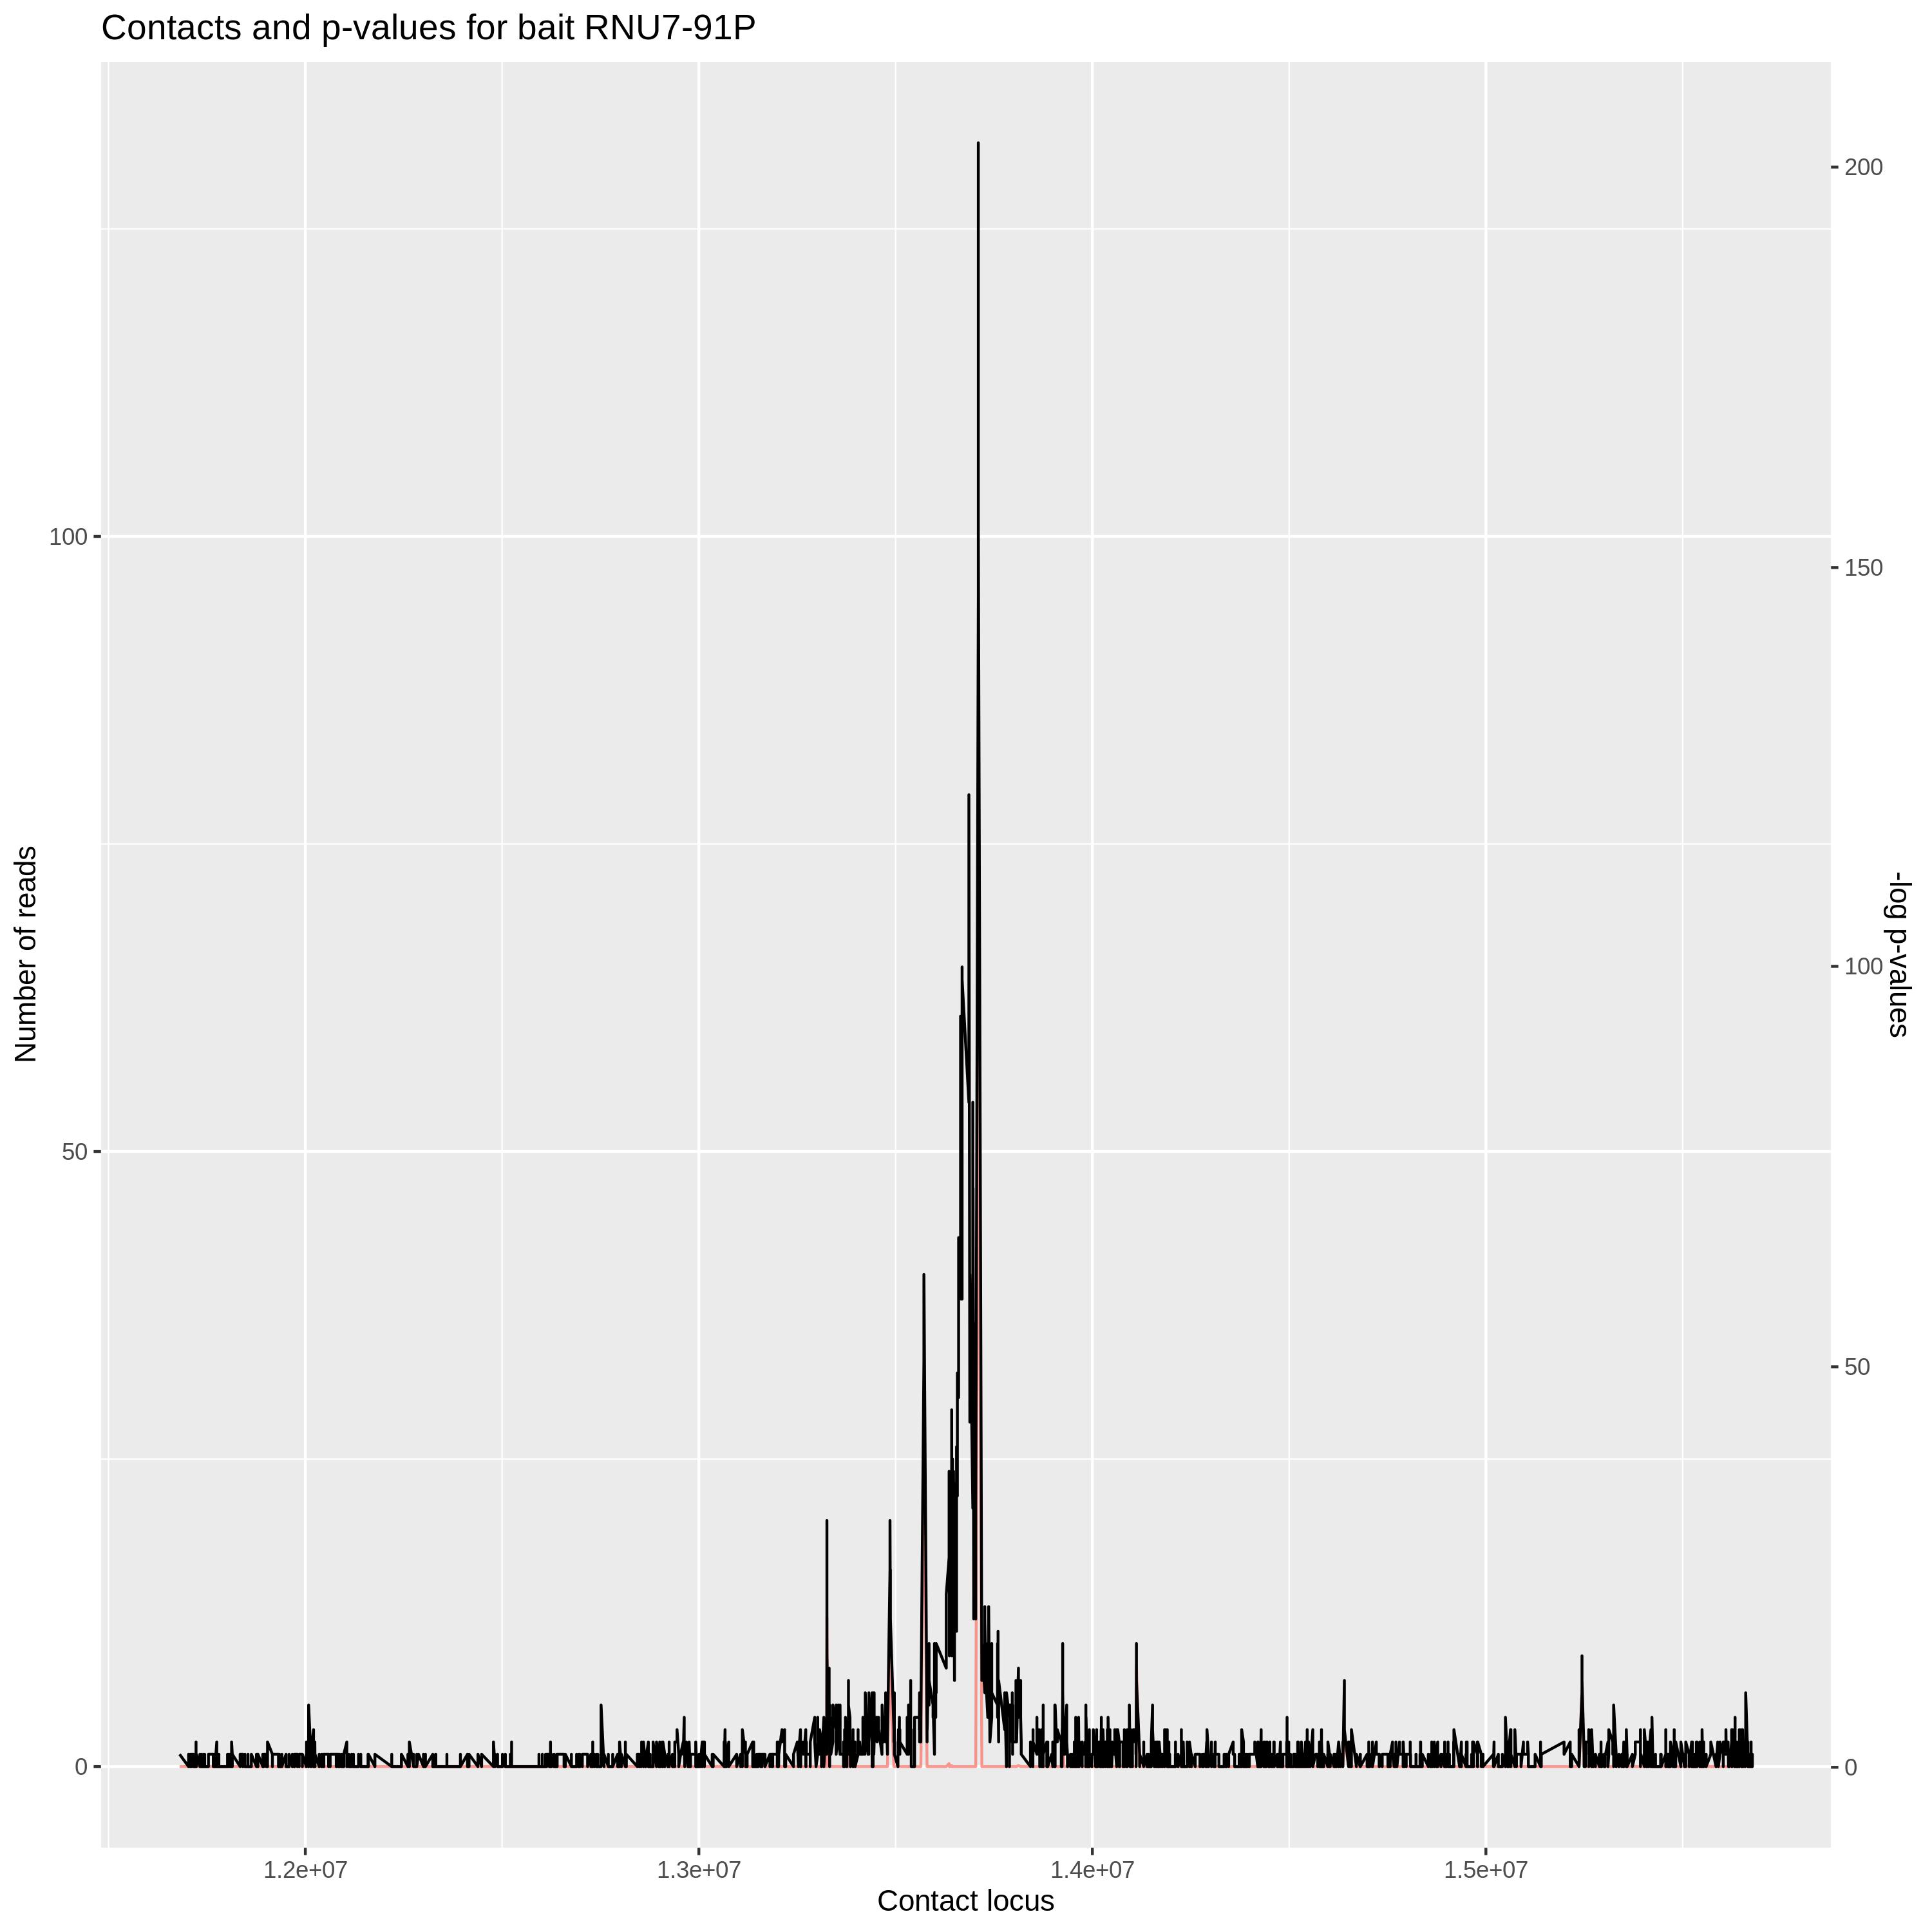 Contacts and p-values for bait RNU7-91P
Number of reads
100
50
0
200
150
100
50
0
-log p-values
1.2e+07
1.3e+07
1.4e+07
1.5e+07
Contact locus